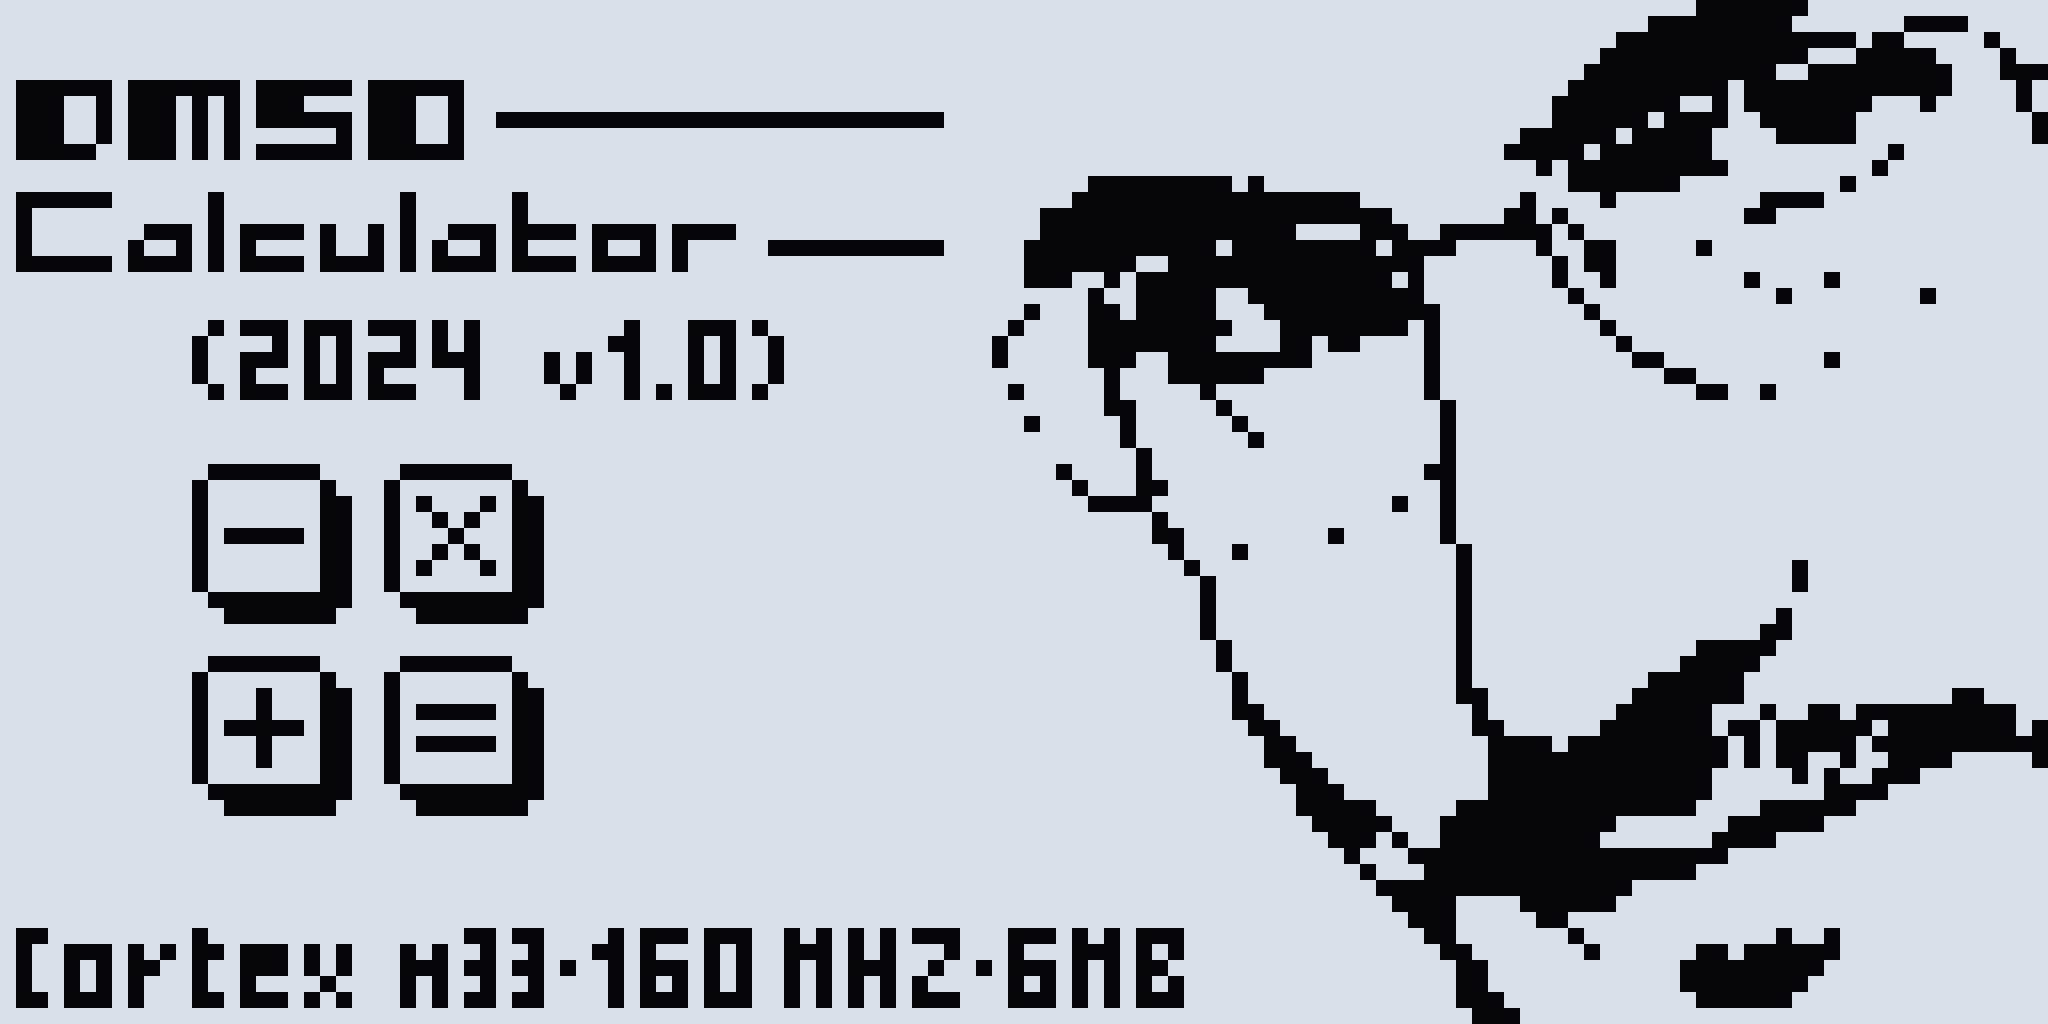 DMSO
Calculator
(2024 v1.0)
− ×
+ =
Cortex m33·160 MHZ·6MB